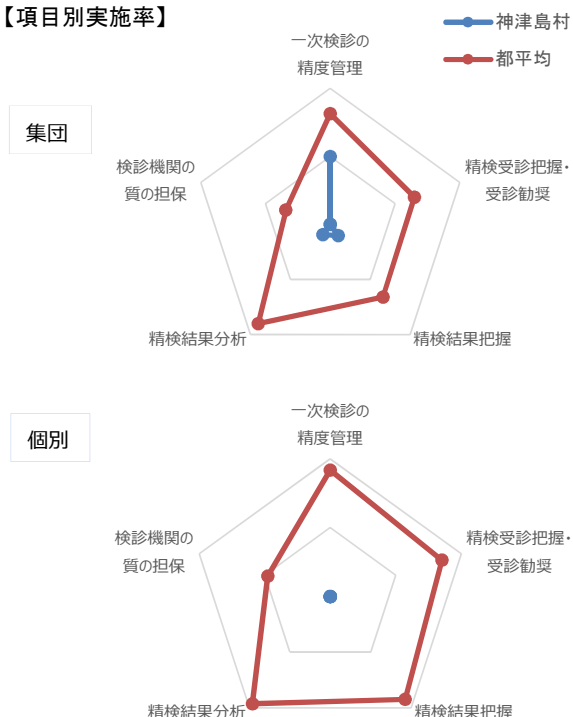 【項目別実施率】
神津島村
都平均
集団
一次検診の
精度管理
精検受診把握・
受診勧奨
精検結果把握
精検結果分析
検診機関の
質の担保
個別
一次検診の
精度管理
精検受診把握・
受診勧奨
精検結果把握
精検結果分析
検診機関の
質の担保